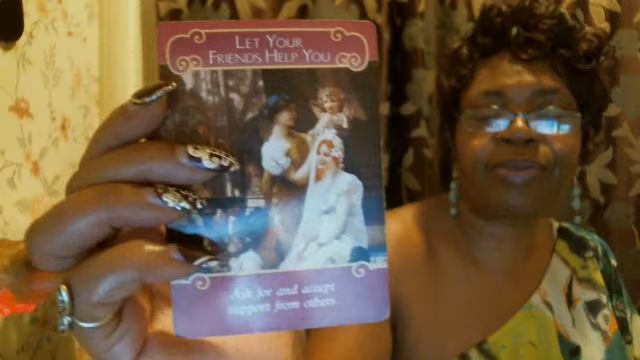 LET YOUR
FRIENDS HELP YOU
Ask for and accept
support from others.